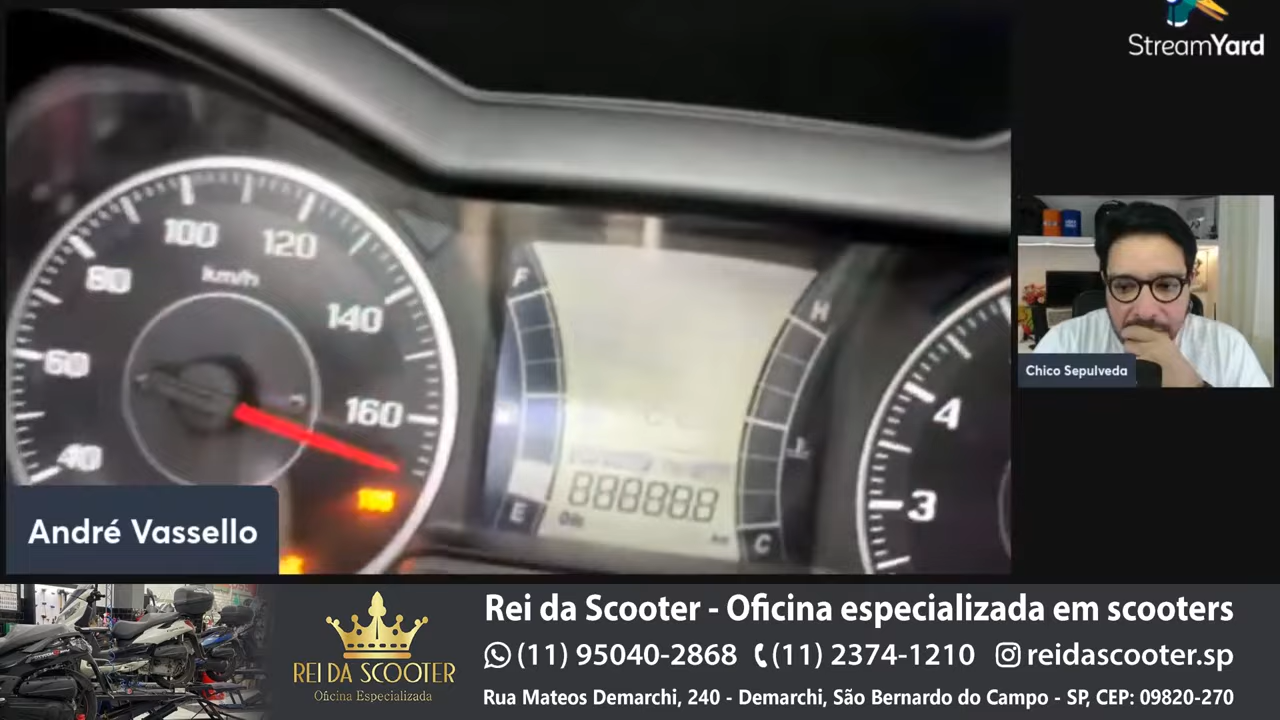 StreamYard
100
120
km/h
80
140
60
160
40
F
H
E
C
888888
km
4
3
Chico Sepulveda
André Vassello
REI DA SCOOTER
Oficina Especializada
Rei da Scooter - Oficina especializada em scooters
(11) 95040-2868 (11) 2374-1210 reidascooter.sp
Rua Mateos Demarchi, 240 - Demarchi, São Bernardo do Campo - SP, CEP: 09820-270